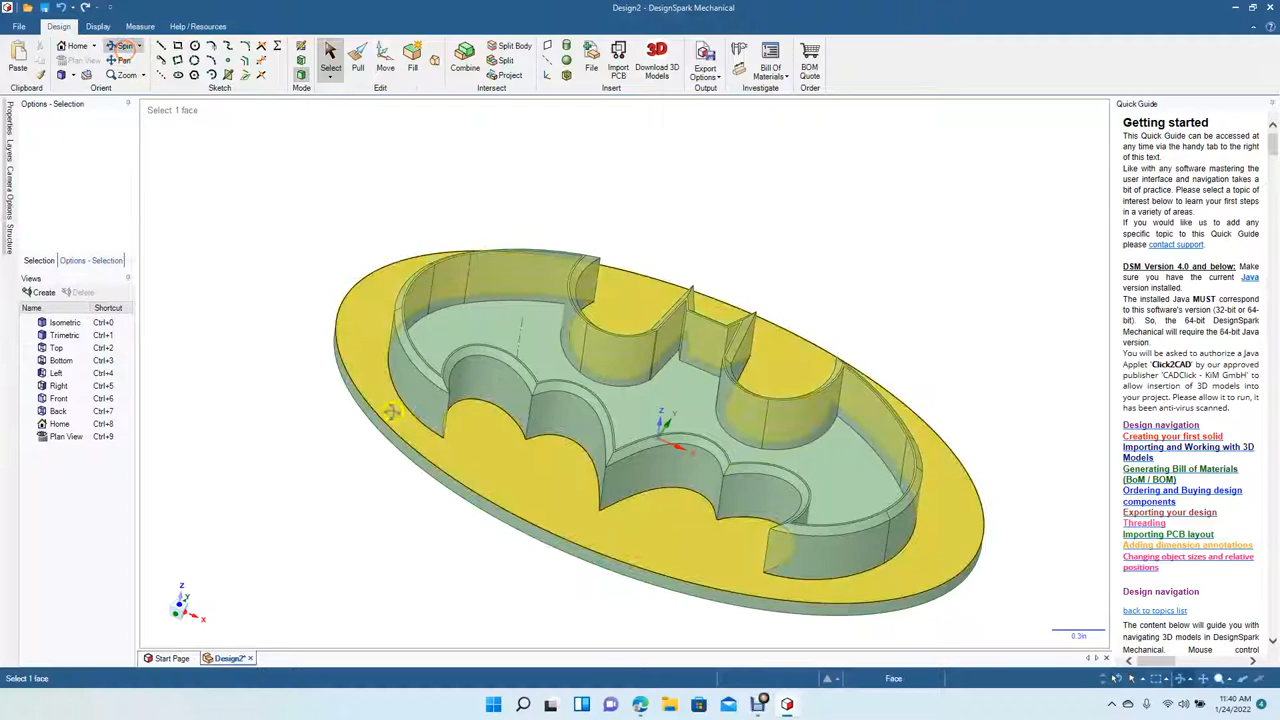 Design2 - DesignSpark Mechanical
File
Design
Display
Measure
Help / Resources
Paste
Home
Spin
Plan View
Pan
Zoom
Select
Pull
Move
Fill
Combine
Split Body
Split
Project
File
Import PCB
Download 3D Models
Export Options
Bill Of Materials
BOM Quote
Clipboard
Orient
Sketch
Mode
Edit
Intersect
Insert
Output
Investigate
Order
Options - Selection
Select 1 face
Properties
Layers
Camera Options
Structure
Selection
Options - Selection
Views
Create
Delete
Name
Shortcut
Isometric Ctrl+0
Trimetric Ctrl+1
Top Ctrl+2
Bottom Ctrl+3
Left Ctrl+4
Right Ctrl+5
Front Ctrl+6
Back Ctrl+7
Home Ctrl+8
Plan View Ctrl+9
Z
Y
X
Z
Y
X
0.3in
Quick Guide
Getting started
This Quick Guide can be accessed at
any time via the handy tab to the right
of this text.
Like with any software mastering the
user interface and navigation takes a
bit of practice. Please select a topic of
interest below to learn your first steps
in a variety of areas.
If you would like us to add any
specific topic to this Quick Guide
please contact support.
DSM Version 4.0 and below: Make
sure you have the current Java
version installed.
The installed Java MUST correspond
to this software's version (32-bit or 64-
bit). So, the 64-bit DesignSpark
Mechanical will require the 64-bit Java
version.
You will be asked to authorize a Java
Applet 'Click2CAD' by our approved
publisher 'CADClick - KiM GmbH' to
allow insertion of 3D models into
your project. Please allow it to run, it
has been anti-virus scanned.
Design navigation
Creating your first solid
Importing and Working with 3D
Models
Generating Bill of Materials
(BoM / BOM)
Ordering and Buying design
components
Exporting your design
Threading
Importing PCB layout
Adding dimension annotations
Changing object sizes and relative
positions
Design navigation
back to topics list
The content below will guide you with
navigating 3D models in DesignSpark
Mechanical. Mouse control
Start Page
Design2*
Select 1 face
Face
11:40 AM
1/24/2022